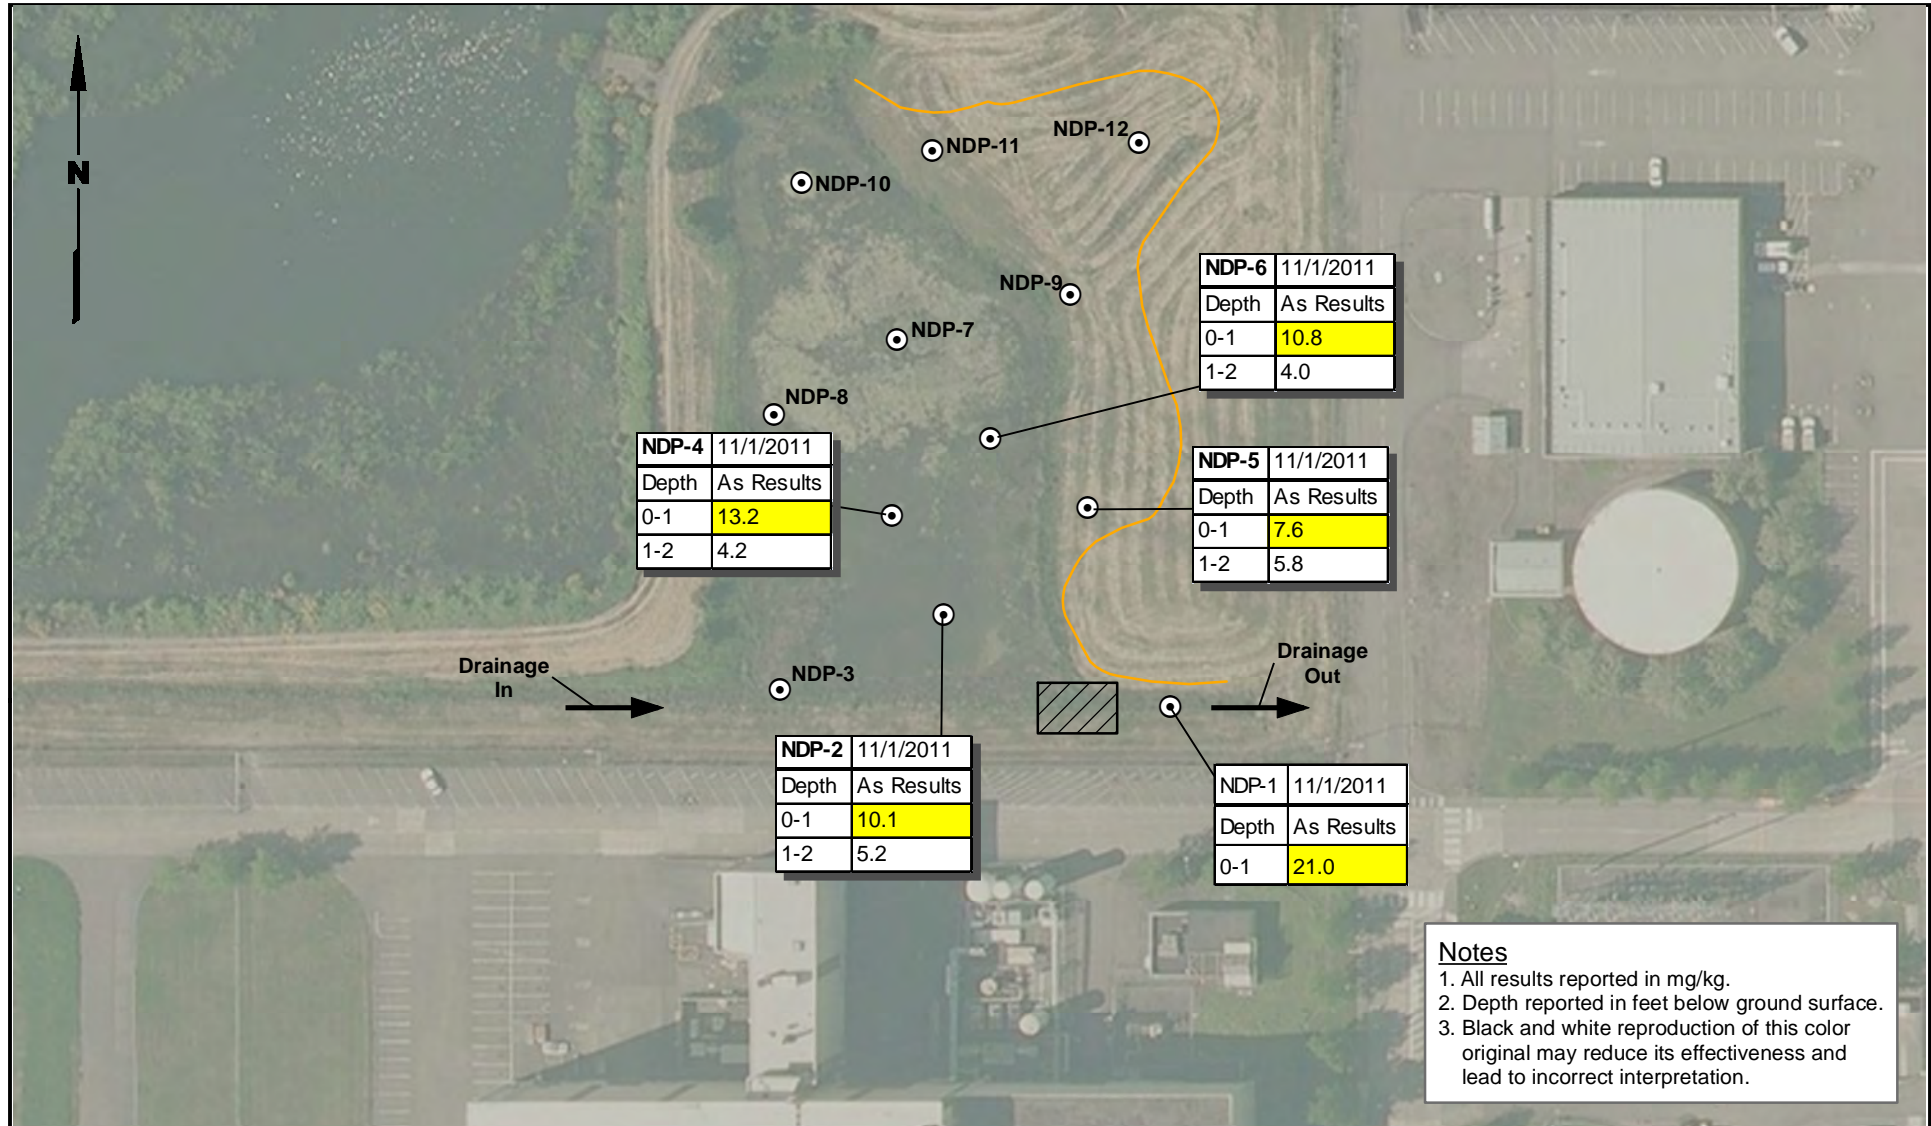 N
NDP-11
NDP-12
NDP-10
NDP-9
NDP-7
NDP-8
NDP-6 11/1/2011
Depth As Results
0-1 10.8
1-2 4.0
NDP-4 11/1/2011
Depth As Results
0-1 13.2
1-2 4.2
NDP-5 11/1/2011
Depth As Results
0-1 7.6
1-2 5.8
Drainage
In
NDP-3
Drainage
Out
NDP-2 11/1/2011
Depth As Results
0-1 10.1
1-2 5.2
NDP-1 11/1/2011
Depth As Results
0-1 21.0
Notes
1. All results reported in mg/kg.
2. Depth reported in feet below ground surface.
3. Black and white reproduction of this color
original may reduce its effectiveness and
lead to incorrect interpretation.